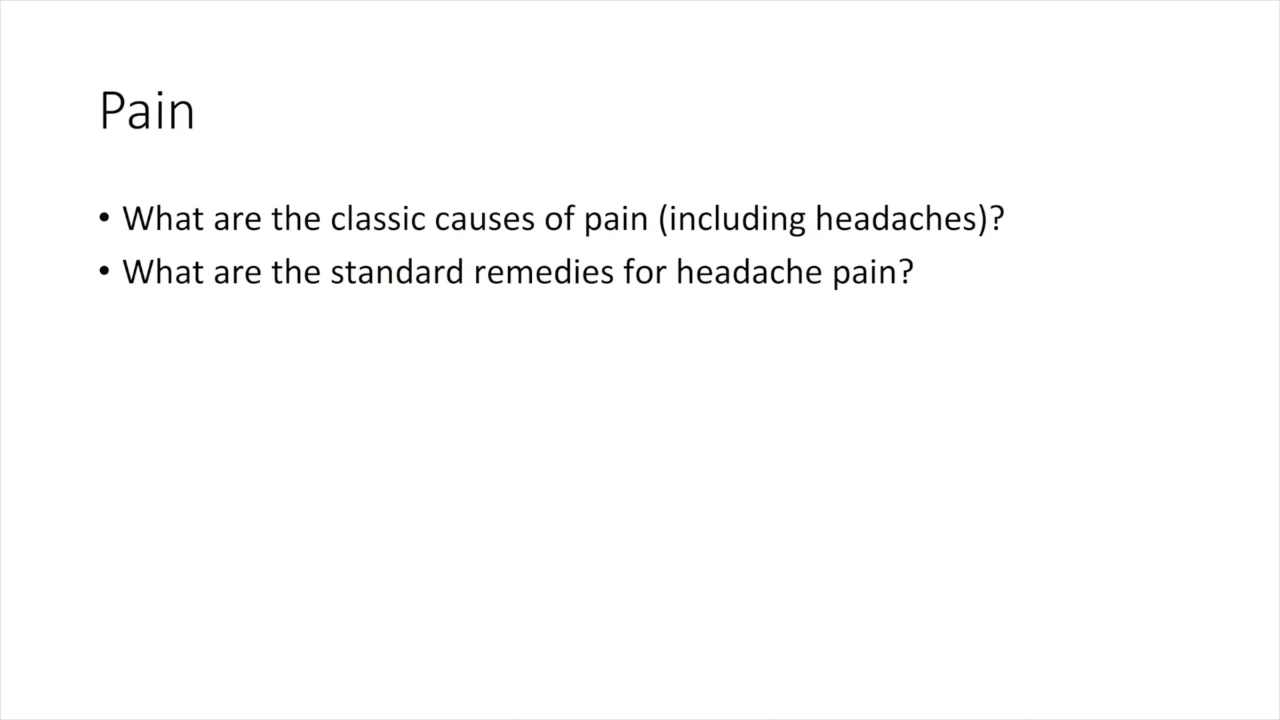 Pain
• What are the classic causes of pain (including headaches)?
• What are the standard remedies for headache pain?